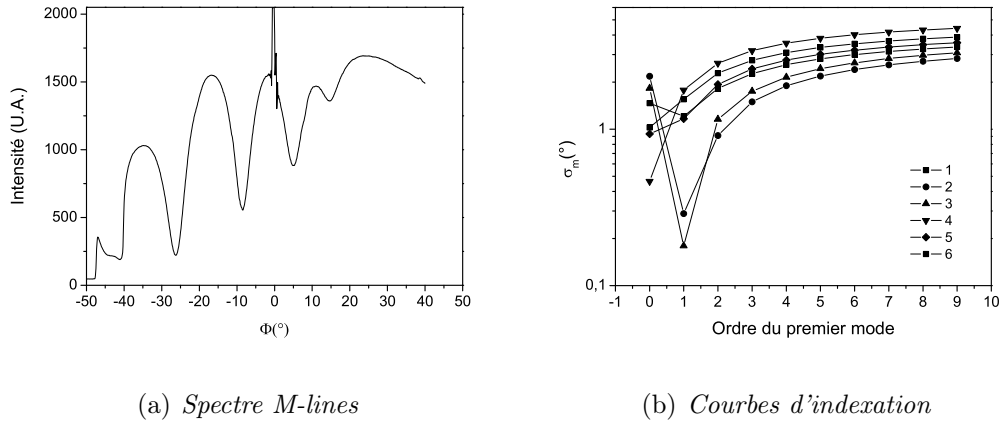 2000
1500
1000
500
0
Intensité (U.A.)
-50 -40 -30 -20 -10 0 10 20 30 40 50
Φ(°)
(a) Spectre M-lines
1
0,1
σm(°)
1
2
3
4
5
6
-1 0 1 2 3 4 5 6 7 8 9 10
Ordre du premier mode
(b) Courbes d'indexation